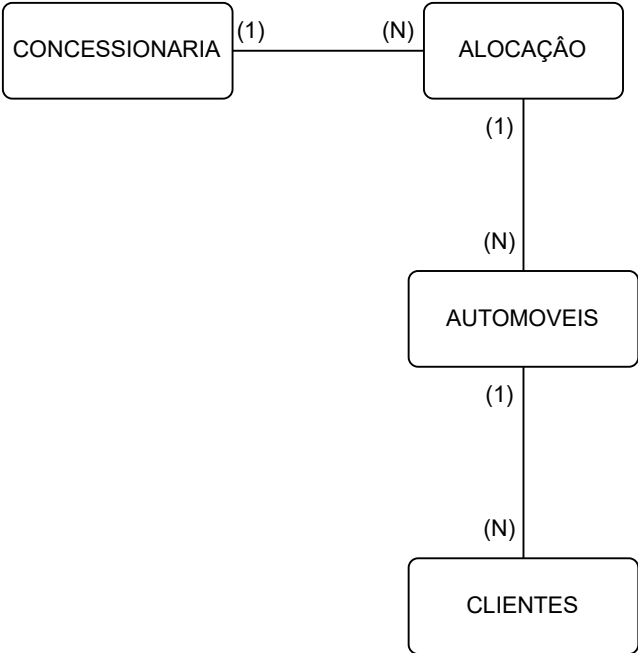 CONCESSIONARIA
(1)
(N)
ALOCAÇÂO
(1)
(N)
AUTOMOVEIS
(1)
(N)
CLIENTES